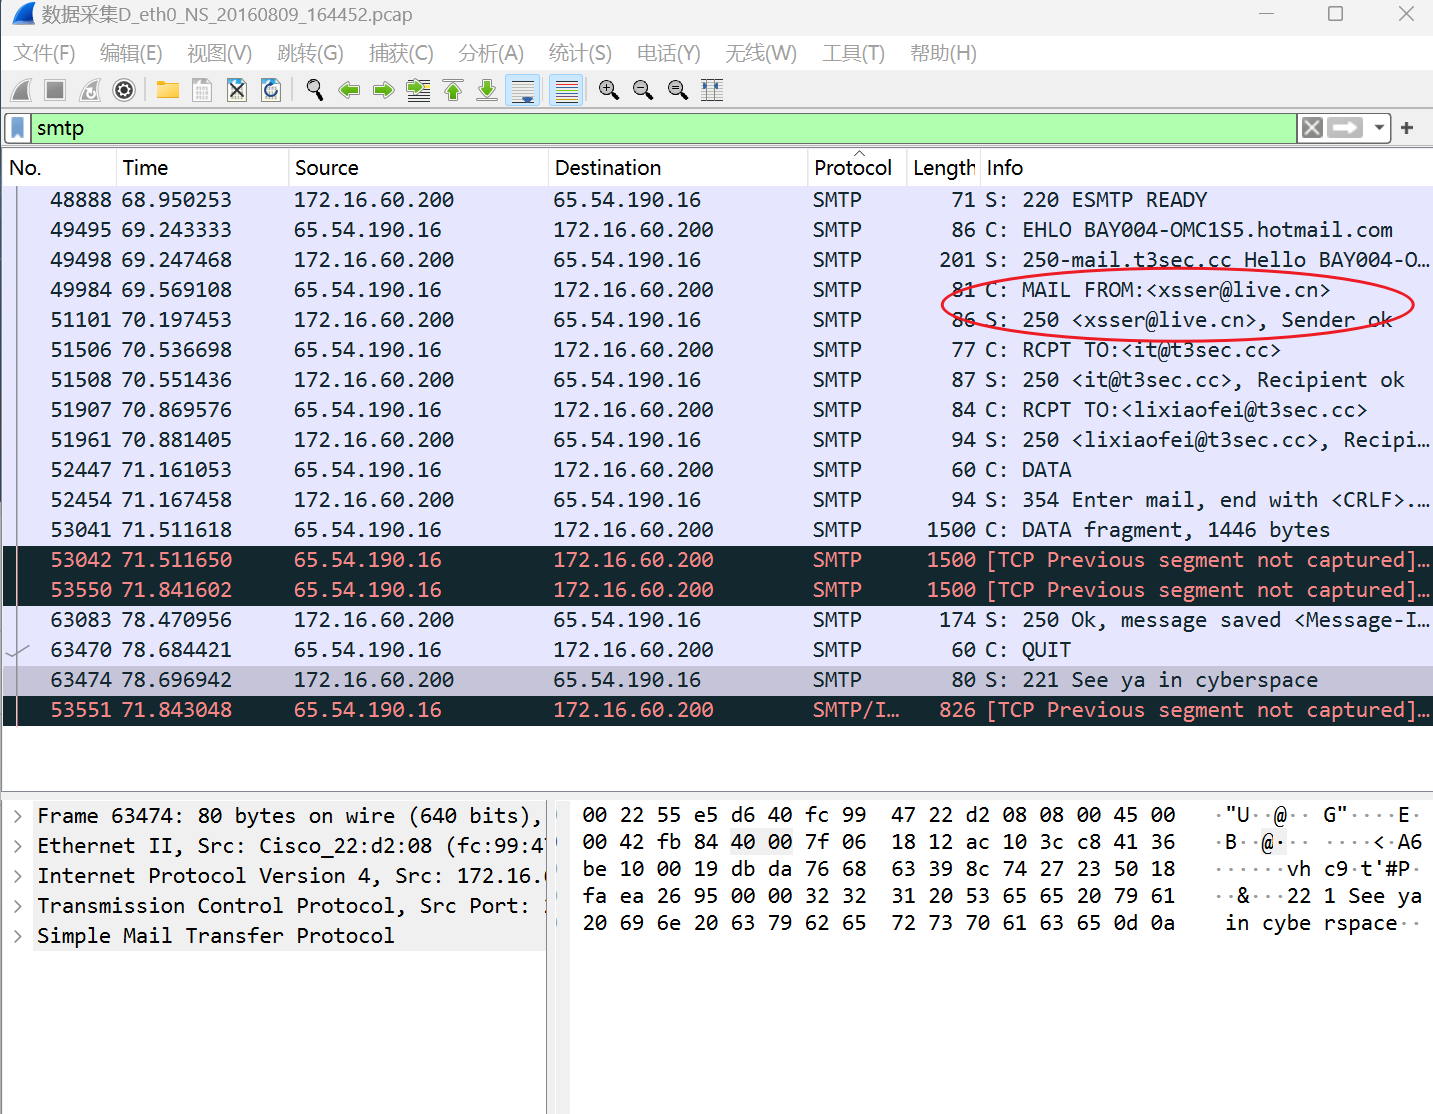 数据采集D_eth0_NS_20160809_164452.pcap
文件(F) 编辑(E) 视图(V) 跳转(G) 捕获(C) 分析(A) 统计(S) 电话(Y) 无线(W) 工具(T) 帮助(H)
smtp
No. Time Source Destination Protocol Length Info
48888 68.950253 172.16.60.200 65.54.190.16 SMTP 71 S: 220 ESMTP READY
49495 69.243333 65.54.190.16 172.16.60.200 SMTP 86 C: EHLO BAY004-OMC1S5.hotmail.com
49498 69.247468 172.16.60.200 65.54.190.16 SMTP 201 S: 250-mail.t3sec.cc Hello BAY004-O…
49984 69.569108 65.54.190.16 172.16.60.200 SMTP 81 C: MAIL FROM:<xsser@live.cn>
51101 70.197453 172.16.60.200 65.54.190.16 SMTP 86 S: 250 <xsser@live.cn>, Sender ok
51506 70.536698 65.54.190.16 172.16.60.200 SMTP 77 C: RCPT TO:<it@t3sec.cc>
51508 70.551436 172.16.60.200 65.54.190.16 SMTP 87 S: 250 <it@t3sec.cc>, Recipient ok
51907 70.869576 65.54.190.16 172.16.60.200 SMTP 84 C: RCPT TO:<lixiaofei@t3sec.cc>
51961 70.881405 172.16.60.200 65.54.190.16 SMTP 94 S: 250 <lixiaofei@t3sec.cc>, Recipi…
52447 71.161053 65.54.190.16 172.16.60.200 SMTP 60 C: DATA
52454 71.167458 172.16.60.200 65.54.190.16 SMTP 94 S: 354 Enter mail, end with <CRLF>.…
53041 71.511618 65.54.190.16 172.16.60.200 SMTP 1500 C: DATA fragment, 1446 bytes
53042 71.511650 65.54.190.16 172.16.60.200 SMTP 1500 [TCP Previous segment not captured]…
53550 71.841602 65.54.190.16 172.16.60.200 SMTP 1500 [TCP Previous segment not captured]…
63083 78.470956 172.16.60.200 65.54.190.16 SMTP 174 S: 250 Ok, message saved <Message-I…
63470 78.684421 65.54.190.16 172.16.60.200 SMTP 60 C: QUIT
63474 78.696942 172.16.60.200 65.54.190.16 SMTP 80 S: 221 See ya in cyberspace
53551 71.843048 65.54.190.16 172.16.60.200 SMTP/I… 826 [TCP Previous segment not captured]…
Frame 63474: 80 bytes on wire (640 bits),
Ethernet II, Src: Cisco_22:d2:08 (fc:99:47
Internet Protocol Version 4, Src: 172.16.6
Transmission Control Protocol, Src Port:
Simple Mail Transfer Protocol
00 22 55 e5 d6 40 fc 99 47 22 d2 08 08 00 45 00 ·"U··@·· G"····E·
00 42 fb 84 40 00 7f 06 18 12 ac 10 3c c8 41 36 ·B··@··· ····<·A6
be 10 00 19 db da 76 68 63 39 8c 74 27 23 50 18 ······vh c9·t'#P·
fa ea 26 95 00 00 32 32 31 20 53 65 65 20 79 61 ··&···22 1 See ya
20 69 6e 20 63 79 62 65 72 73 70 61 63 65 0d 0a in cybe rspace··